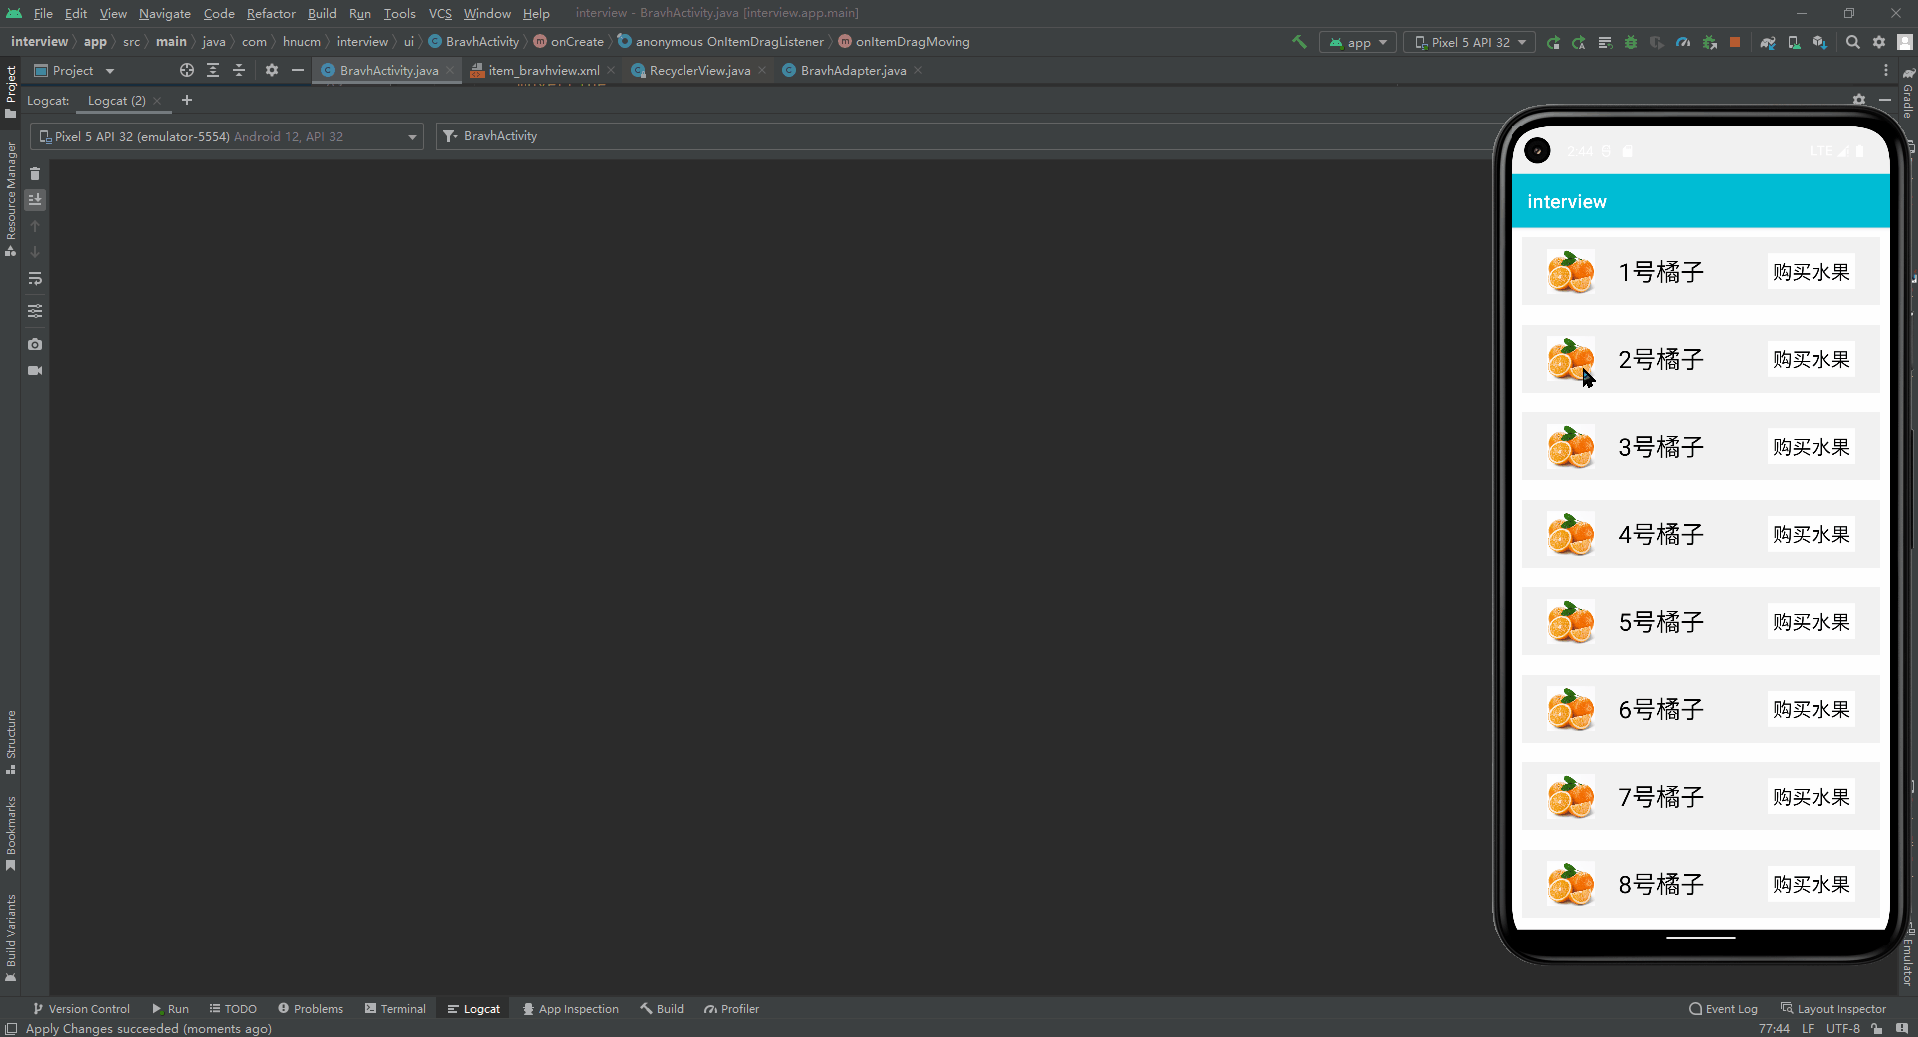 File Edit View Navigate Code Refactor Build Run Tools VCS Window Help interview - BravhActivity.java [interview.app.main]
interview app src main java com hnucm interview ui BravhActivity onCreate anonymous OnItemDragListener onItemDragMoving app Pixel 5 API 32
Project BravhActivity.java item_bravhview.xml RecyclerView.java BravhAdapter.java
Logcat: Logcat (2)
Pixel 5 API 32 (emulator-5554) Android 12, API 32 BravhActivity
Project
Resource Manager
Structure
Bookmarks
Build Variants
Gradle
Emulator
2:44 LTE
interview
1号橘子 购买水果
2号橘子 购买水果
3号橘子 购买水果
4号橘子 购买水果
5号橘子 购买水果
6号橘子 购买水果
7号橘子 购买水果
8号橘子 购买水果
Version Control Run TODO Problems Terminal Logcat App Inspection Build Profiler Event Log Layout Inspector
Apply Changes succeeded (moments ago) 77:44 LF UTF-8